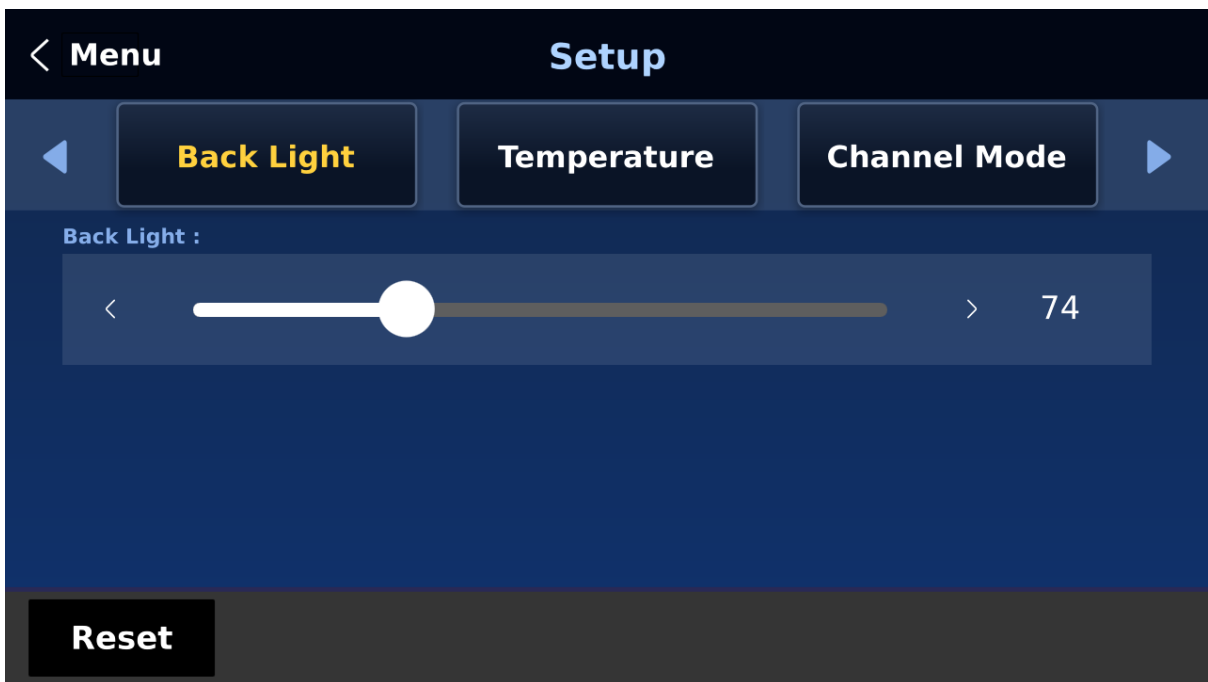 Menu
Setup
Back Light
Temperature
Channel Mode
Back Light :
74
Reset